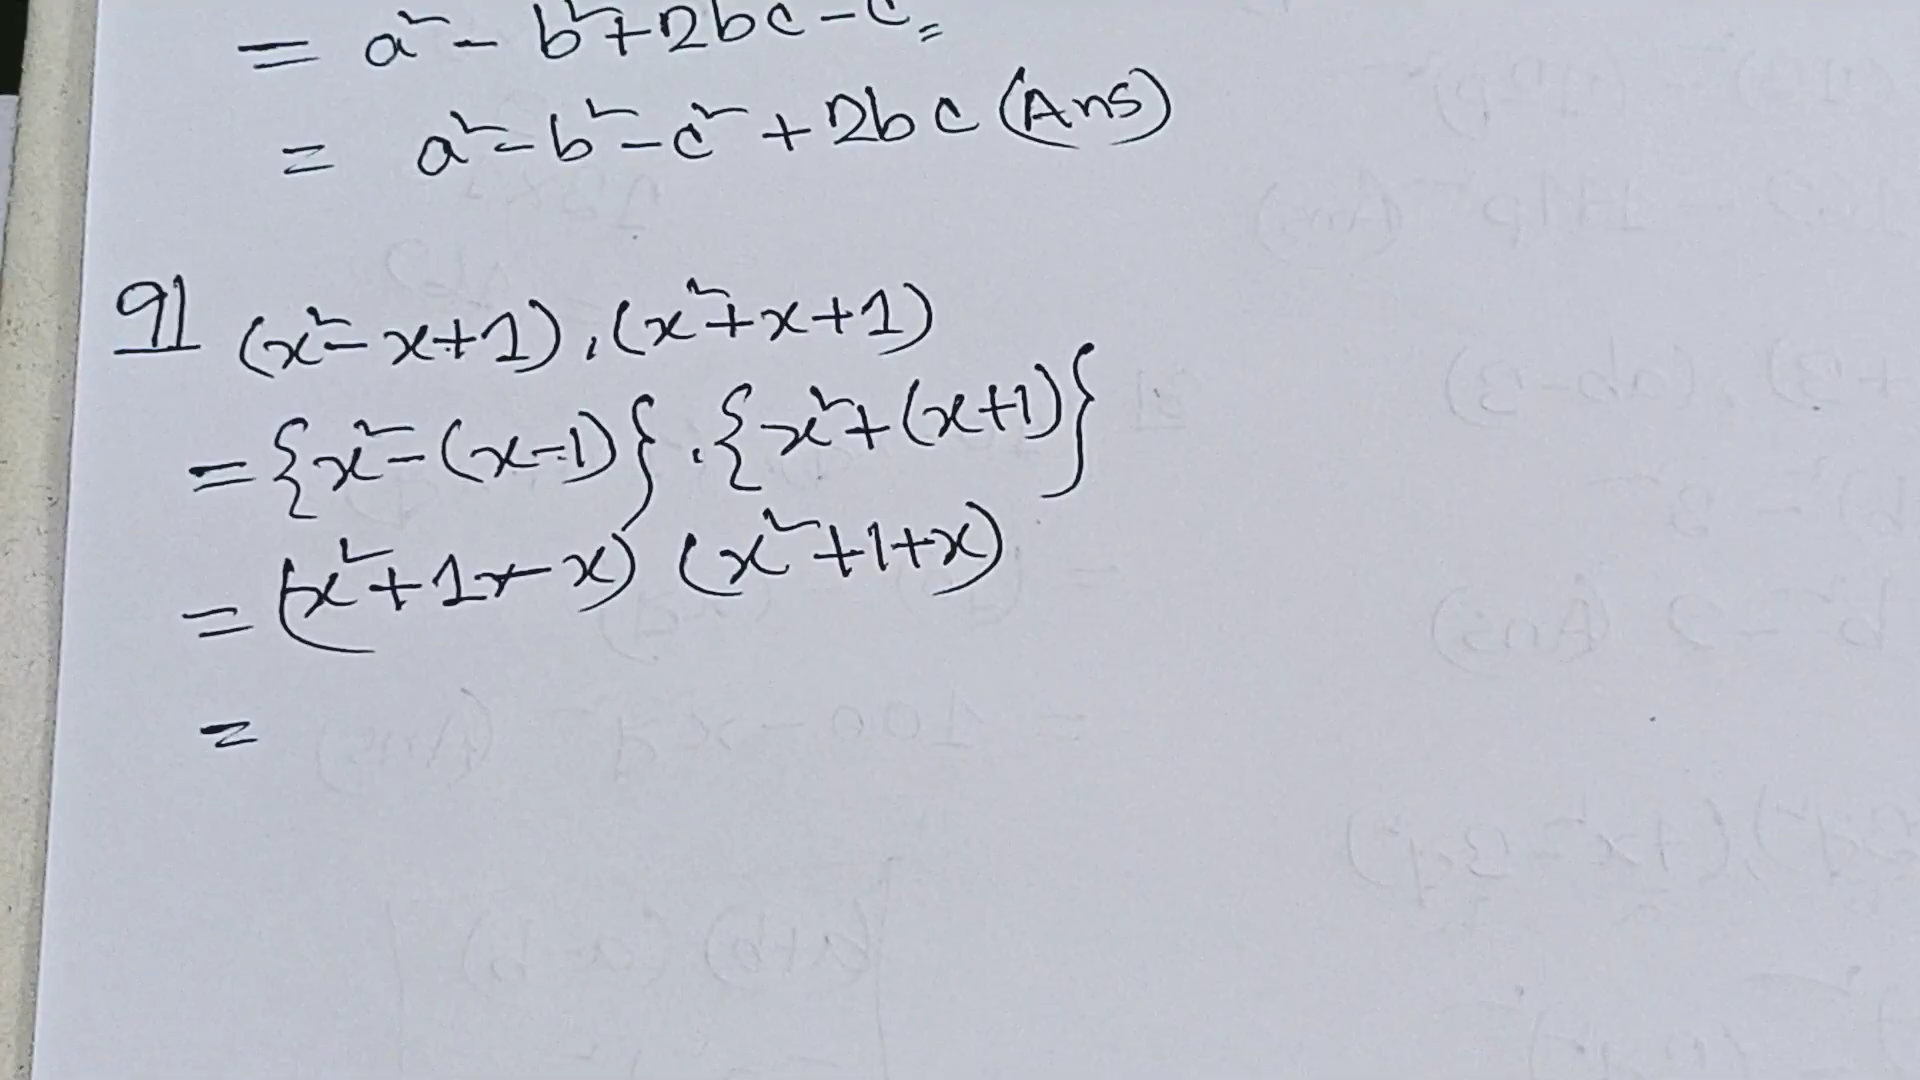 = a² - b² + 2bc - c²
= a² - b² - c² + 2bc (Ans)
91 (x² - x + 1), (x² + x + 1)
= {x² - (x - 1)} . {x² + (x + 1)}
= (x² + 1 - x) (x² + 1 + x)
=